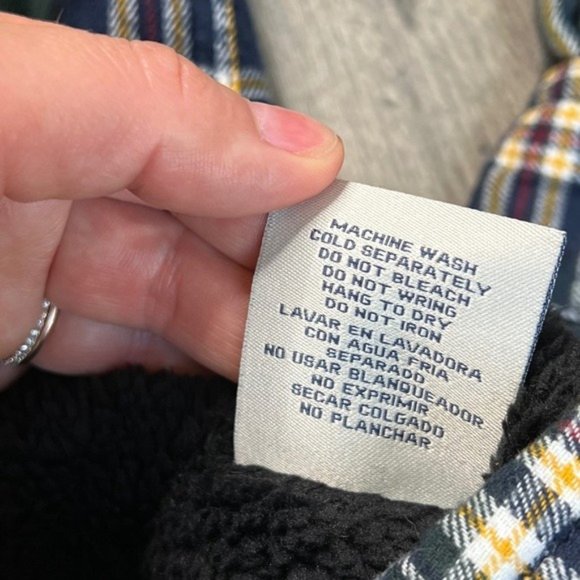 MACHINE WASH
COLD SEPARATELY
DO NOT BLEACH
DO NOT WRING
HANG TO DRY
DO NOT IRON
LAVAR EN LAVADORA
CON AGUA FRIA
SEPARADO
NO USAR BLANQUEADOR
NO EXPRIMIR
SECAR COLGADO
NO PLANCHAR